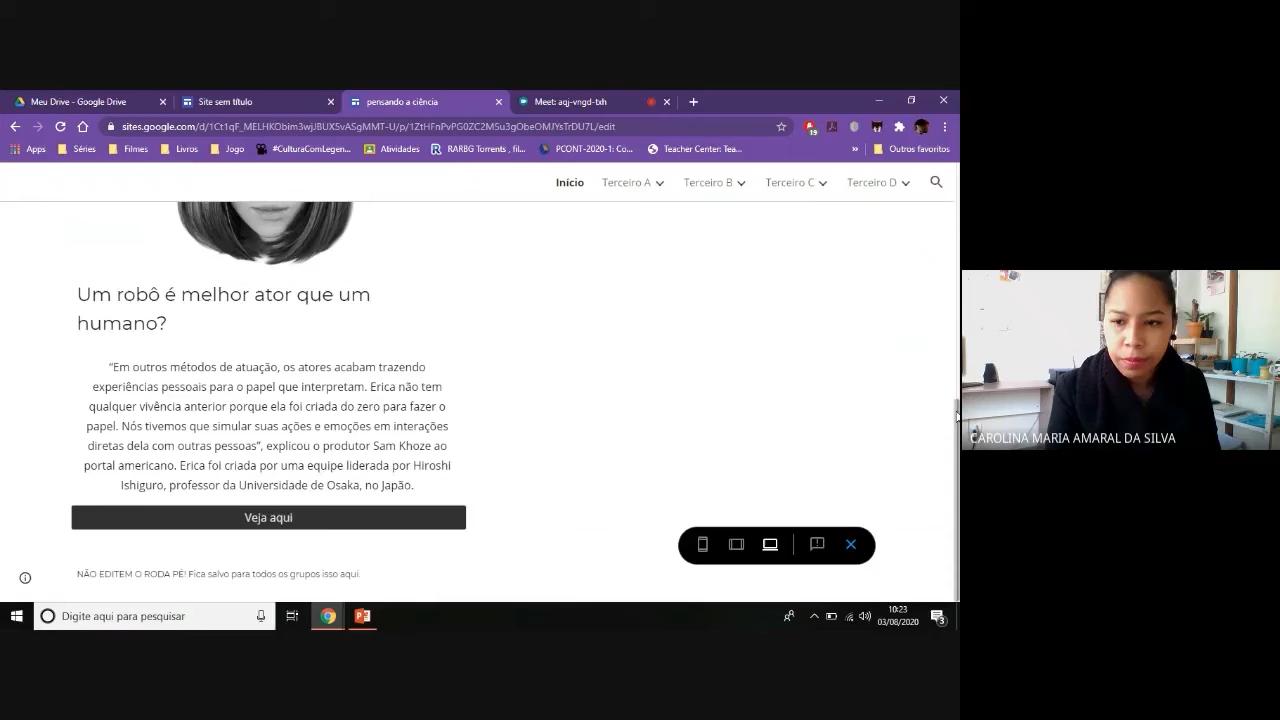 Meu Drive - Google Drive
Site sem título
pensando a ciência
Meet: aqj-vngd-txh
sites.google.com/d/1Ct1qF_MELHKObim3wjJBUX5vASgMMT-U/p/1ZtHFnPvPG0ZC2M5u3gObeOMJYsTrDU7L/edit
19
Apps
Séries
Filmes
Livros
Jogo
#CulturaComLegen...
Atividades
RARBG Torrents , fil...
PCONT-2020-1: Co...
Teacher Center: Tea...
»
Outros favoritos
Início
Terceiro A
Terceiro B
Terceiro C
Terceiro D
Um robô é melhor ator que um
humano?
“Em outros métodos de atuação, os atores acabam trazendo
experiências pessoais para o papel que interpretam. Erica não tem
qualquer vivência anterior porque ela foi criada do zero para fazer o
papel. Nós tivemos que simular suas ações e emoções em interações
diretas dela com outras pessoas”, explicou o produtor Sam Khoze ao
portal americano. Erica foi criada por uma equipe liderada por Hiroshi
Ishiguro, professor da Universidade de Osaka, no Japão.
Veja aqui
NÃO EDITEM O RODA PÉ! Fica salvo para todos os grupos isso aqui.
CAROLINA MARIA AMARAL DA SILVA
Digite aqui para pesquisar
10:23
03/08/2020
3